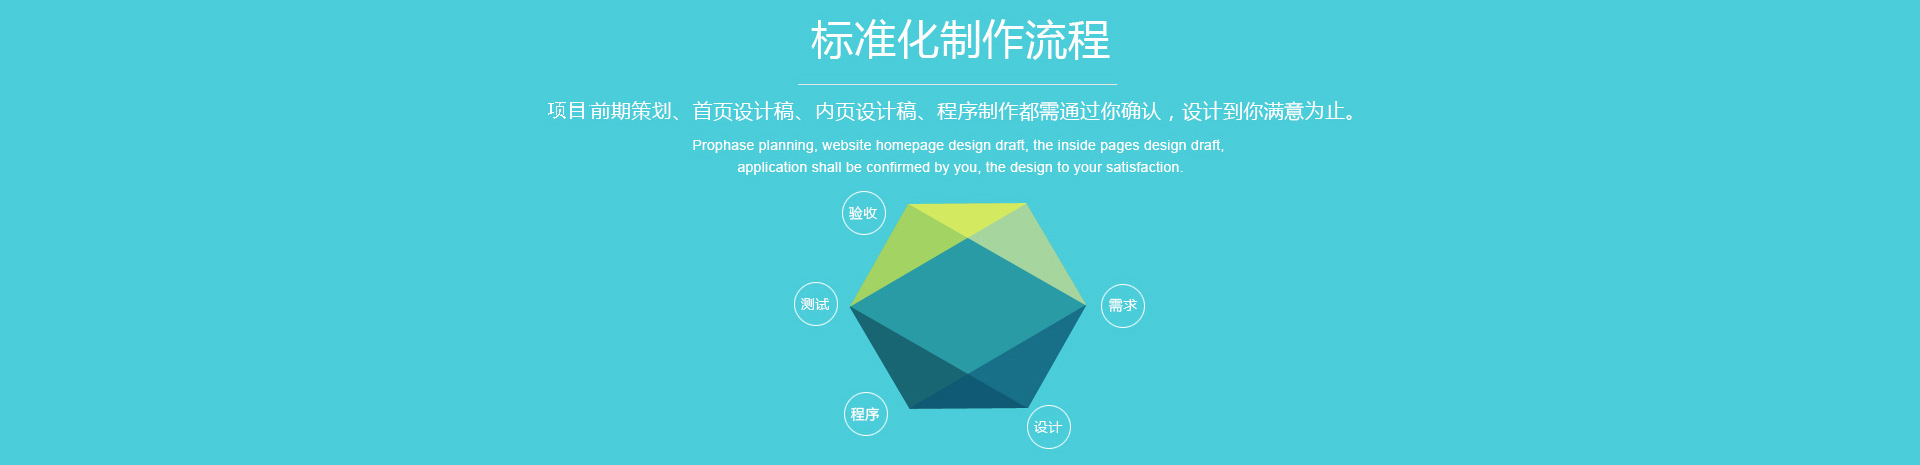 标准化制作流程
项目前期策划、首页设计稿、内页设计稿、程序制作都需通过你确认，设计到你满意为止。
Prophase planning, website homepage design draft, the inside pages design draft,
application shall be confirmed by you, the design to your satisfaction.
验收
测试
需求
程序
设计